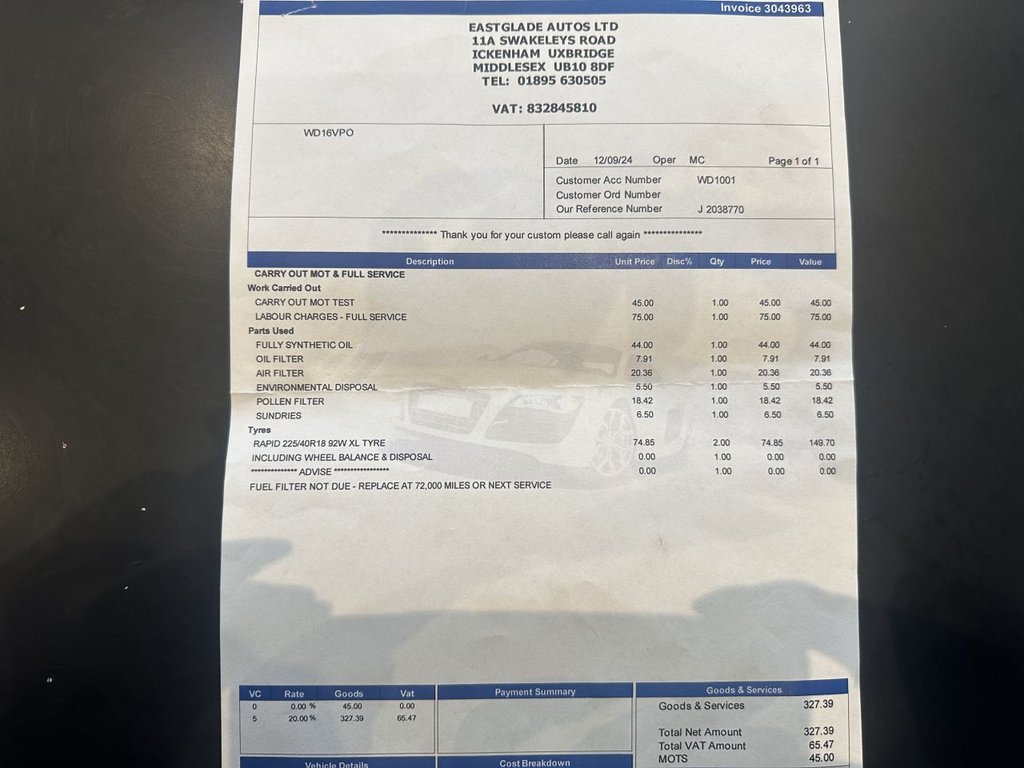 Invoice 3043963
EASTGLADE AUTOS LTD
11A SWAKELEYS ROAD
ICKENHAM UXBRIDGE
MIDDLESEX UB10 8DF
TEL: 01895 630505
VAT: 832845810
WD16VPO
Date 12/09/24 Oper MC Page 1 of 1
Customer Acc Number WD1001
Customer Ord Number
Our Reference Number J 2038770
************** Thank you for your custom please call again ***************
Description Unit Price Disc% Qty Price Value
CARRY OUT MOT & FULL SERVICE
Work Carried Out
CARRY OUT MOT TEST 45.00 1.00 45.00 45.00
LABOUR CHARGES - FULL SERVICE 75.00 1.00 75.00 75.00
Parts Used
FULLY SYNTHETIC OIL 44.00 1.00 44.00 44.00
OIL FILTER 7.91 1.00 7.91 7.91
AIR FILTER 20.36 1.00 20.36 20.36
ENVIRONMENTAL DISPOSAL 5.50 1.00 5.50 5.50
POLLEN FILTER 18.42 1.00 18.42 18.42
SUNDRIES 6.50 1.00 6.50 6.50
Tyres
RAPID 225/40R18 92W XL TYRE 74.85 2.00 74.85 149.70
INCLUDING WHEEL BALANCE & DISPOSAL 0.00 1.00 0.00 0.00
************** ADVISE ***************** 0.00 1.00 0.00 0.00
FUEL FILTER NOT DUE - REPLACE AT 72,000 MILES OR NEXT SERVICE
VC Rate Goods Vat
0 0.00 % 45.00 0.00
5 20.00 % 327.39 65.47
Payment Summary
Goods & Services
Goods & Services 327.39
Total Net Amount 327.39
Total VAT Amount 65.47
MOTS 45.00
Vehicle Details
Cost Breakdown